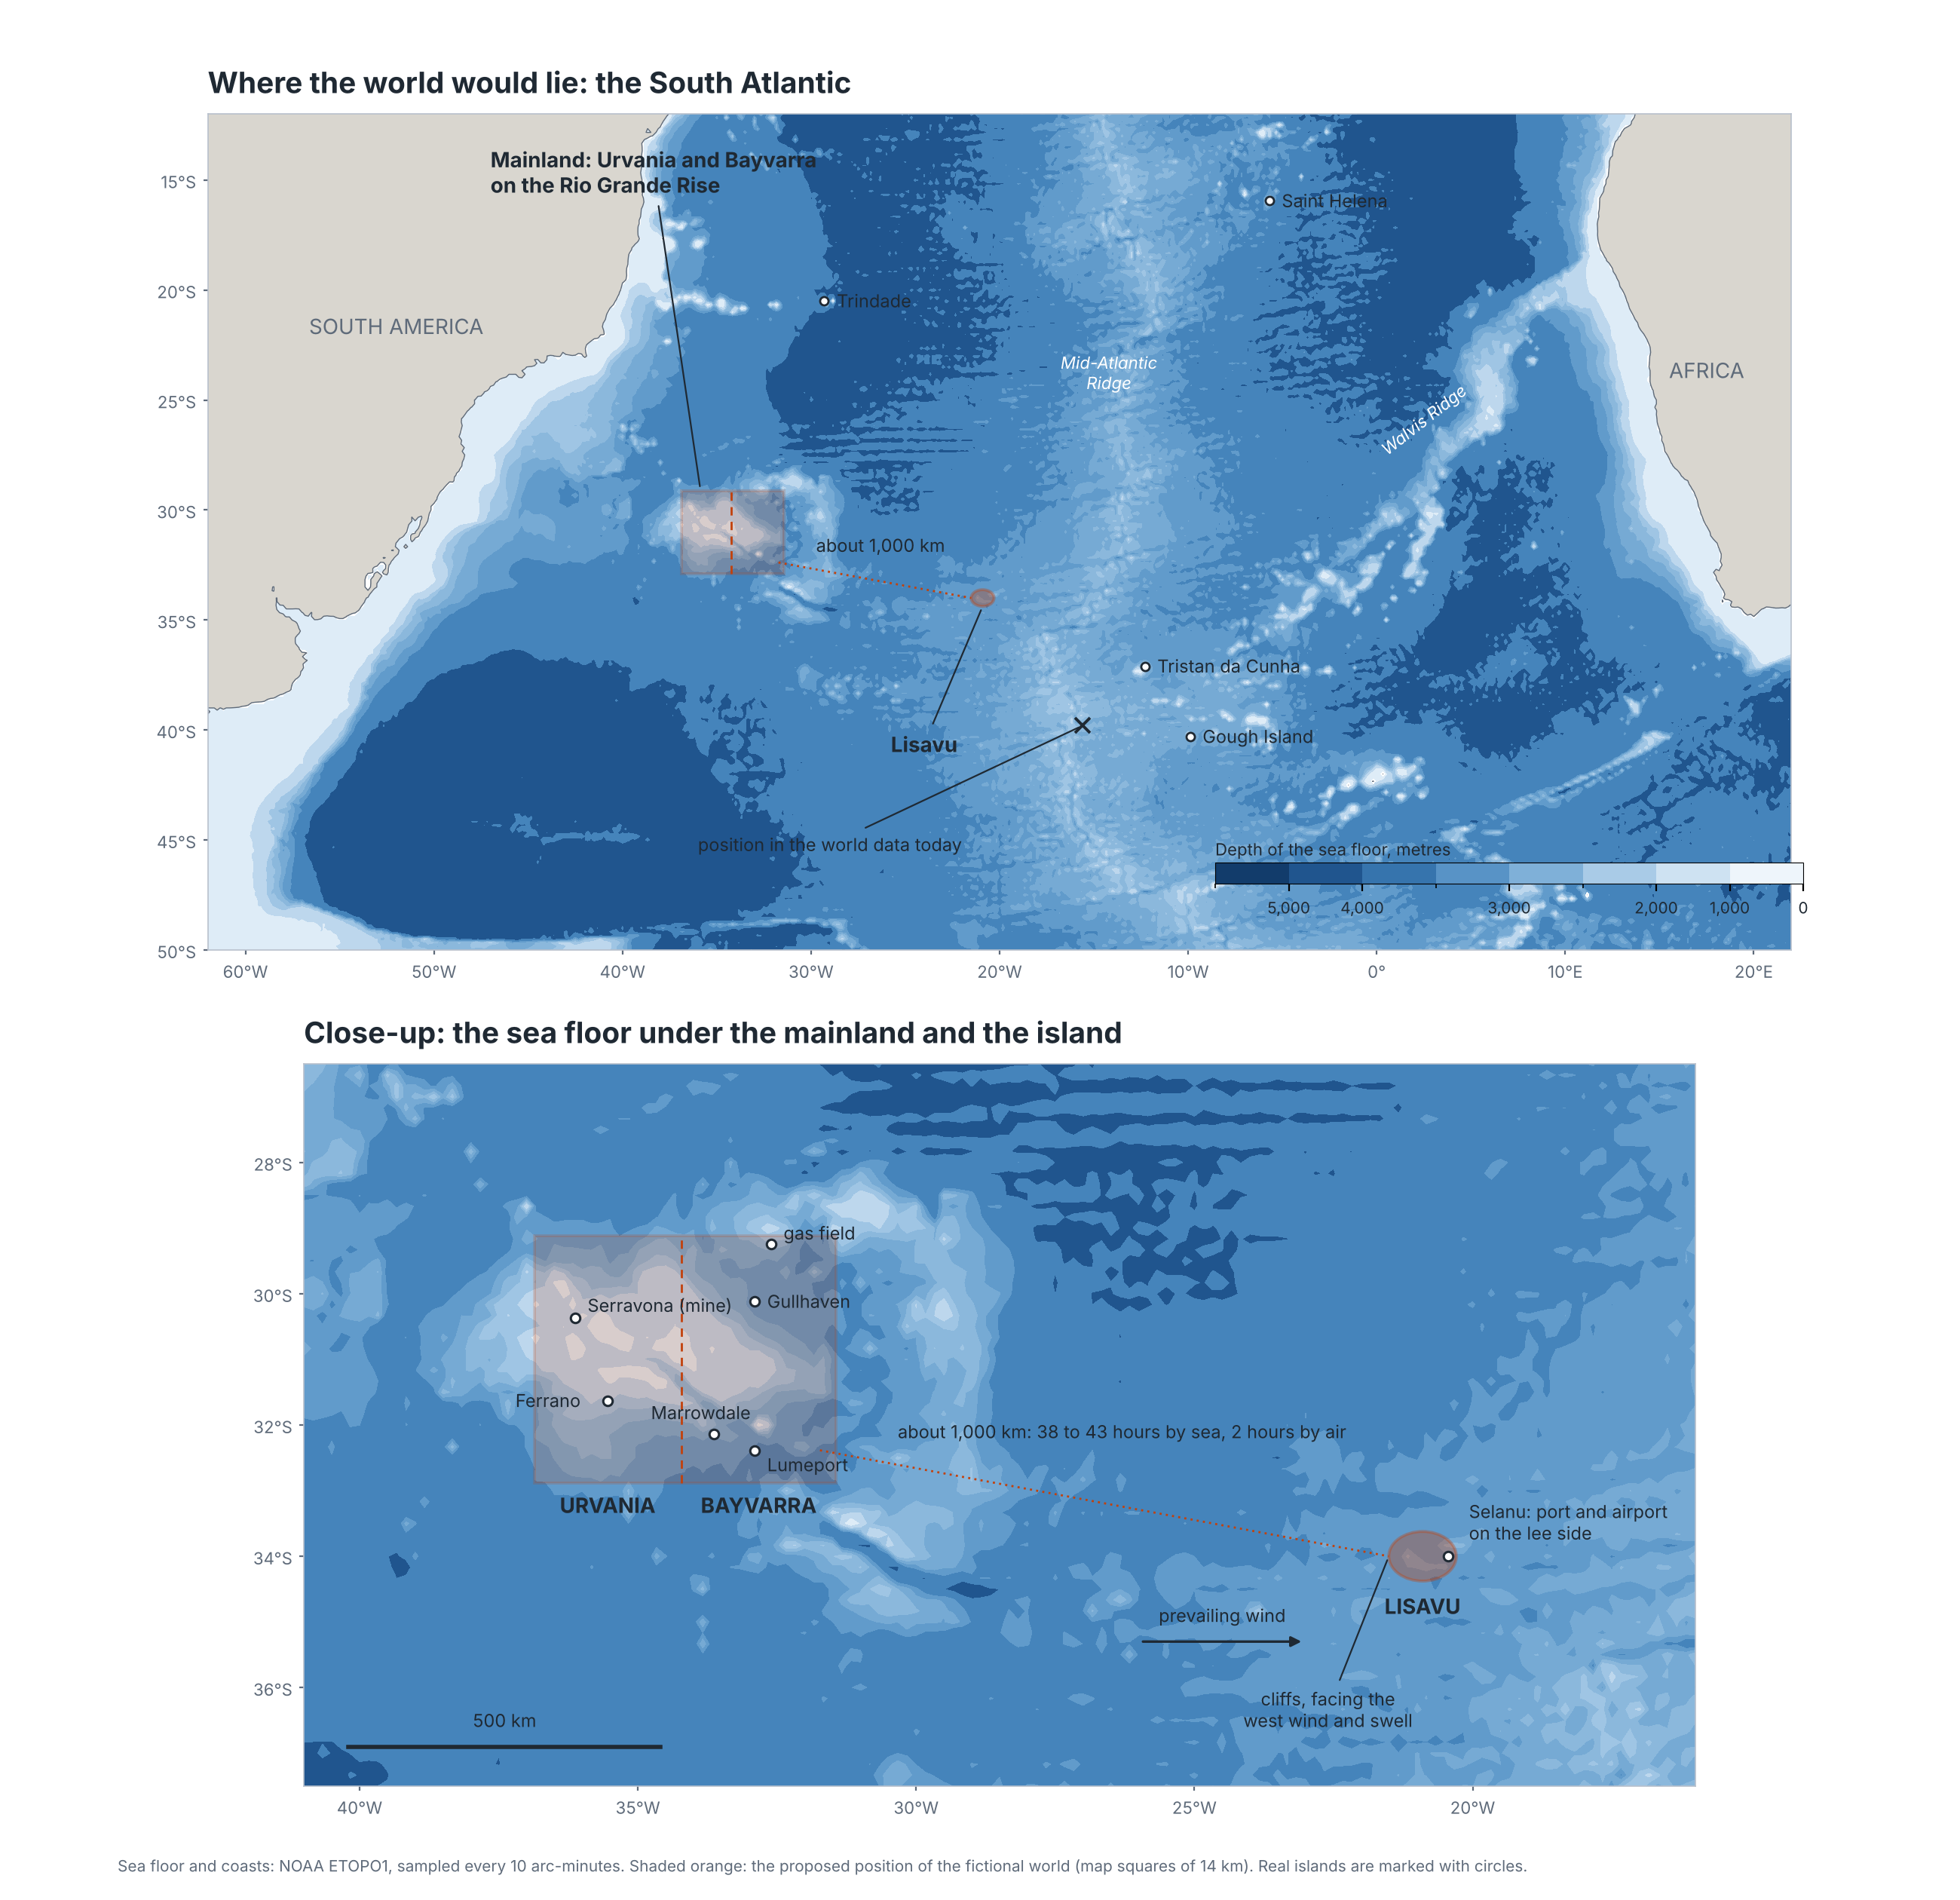 Where the world would lie: the South Atlantic
Mainland: Urvania and Bayvarra
on the Rio Grande Rise
15°S
20°S
25°S
30°S
35°S
40°S
45°S
50°S
SOUTH AMERICA
Saint Helena
Trindade
Mid-Atlantic
Ridge
AFRICA
Walvis Ridge
about 1,000 km
Tristan da Cunha
Lisavu
Gough Island
position in the world data today
Depth of the sea floor, metres
5,000
4,000
3,000
2,000
1,000
0
60°W
50°W
40°W
30°W
20°W
10°W
0°
10°E
20°E
Close-up: the sea floor under the mainland and the island
28°S
30°S
32°S
34°S
36°S
gas field
Serravona (mine)
Gullhaven
Ferrano
Marrowdale
Lumeport
URVANIA
BAYVARRA
about 1,000 km: 38 to 43 hours by sea, 2 hours by air
Selanu: port and airport
on the lee side
LISAVU
prevailing wind
cliffs, facing the
west wind and swell
500 km
40°W
35°W
30°W
25°W
20°W
Sea floor and coasts: NOAA ETOPO1, sampled every 10 arc-minutes. Shaded orange: the proposed position of the fictional world (map squares of 14 km). Real islands are marked with circles.